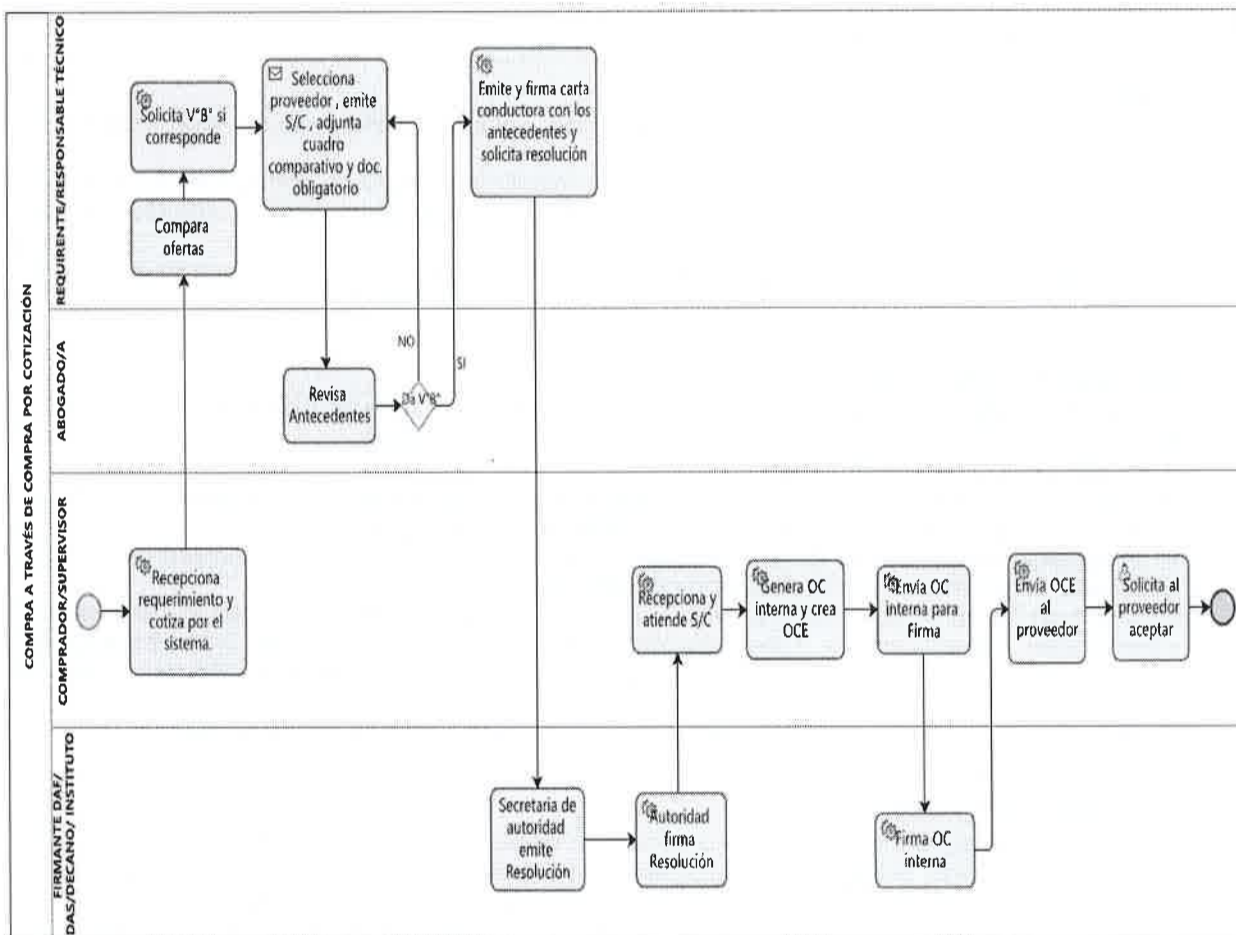 COMPRA A TRAVÉS DE COMPRA POR COTIZACIÓN
REQUIRENTE/RESPONSABLE TÉCNICO
Solicita V°B° si
corresponde
Compara
ofertas
Selecciona
proveedor , emite
S/C , adjunta
cuadro
comparativo y doc.
obligatorio
Emite y firma carta
conductora con los
antecedentes y
solicita resolución
ABOGADO/A
Revisa
Antecedentes
Da V°B°
NO
SI
COMPRADOR/SUPERVISOR
Recepciona
requerimiento y
cotiza por el
sistema.
Recepciona y
atiende S/C
Genera OC
interna y crea
OCE
Envía OC
interna para
Firma
Envía OCE
al
proveedor
Solicita al
proveedor
aceptar
FIRMANTE DAF/
DAS/DECANO/ INSTITUTO
Secretaria de
autoridad
emite
Resolución
Autoridad
firma
Resolución
Firma OC
interna